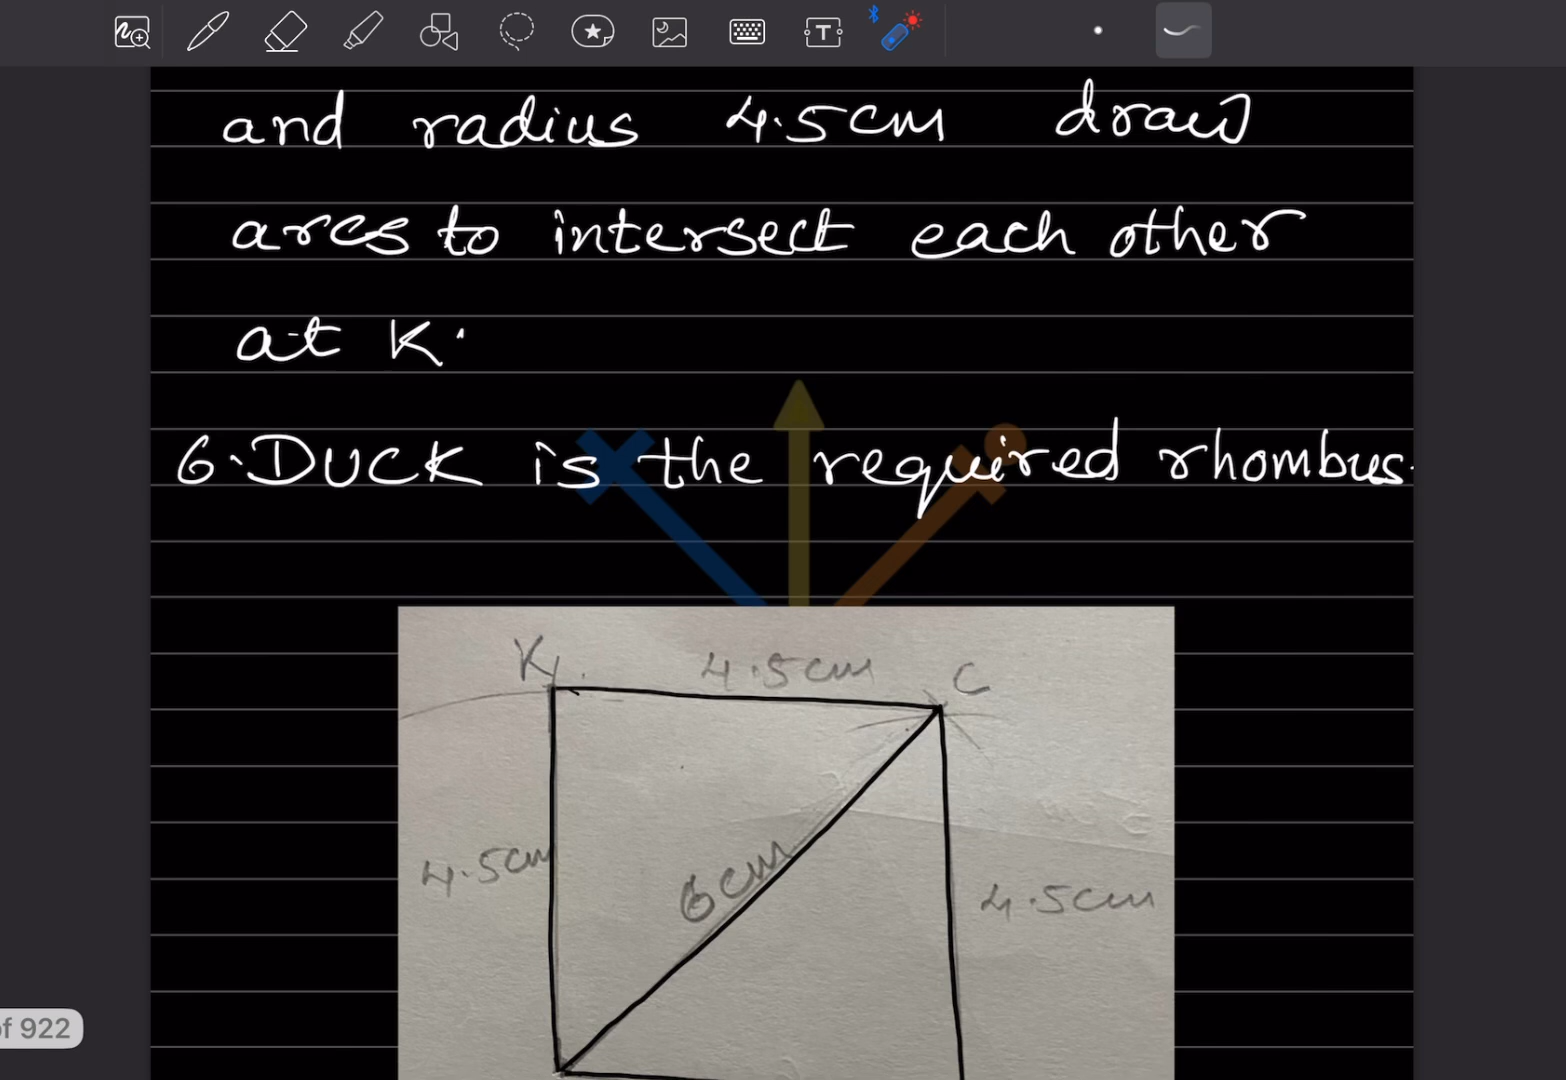 and radius 4.5cm draw
arcs to intersect each other
at K.
6. DUCK is the required rhombus.
K 4.5cm C
4.5cm 6cm 4.5cm
of 922